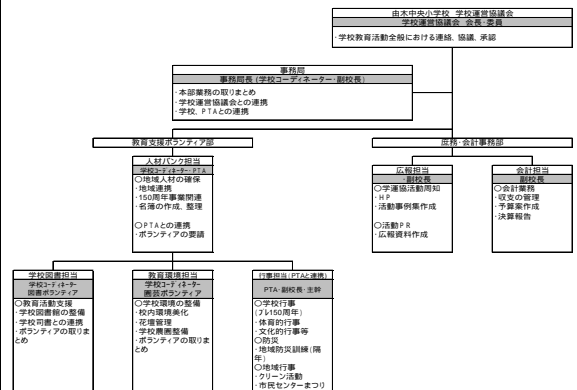 由木中央小学校 学校運営協議会
学校運営協議会 会長・委員
・学校教育活動全般における連絡、協議、承認
事務局
事務局長(学校コーディネーター・副校長)
・本部業務の取りまとめ
・学校運営協議会との連携
・学校、PTAとの連携
教育支援ボランティア部
庶務・会計事務部
人材バンク担当
学校コーディネーター・PTA
〇地域人材の確保
・地域連携
・150周年事業関連
・名簿の作成、整理
〇PTAとの連携
・ボランティアの要請
広報担当
・副校長
〇学運協活動周知
・HP
・活動事例集作成
〇活動PR
・広報資料作成
会計担当
副校長
〇会計業務
・収支の管理
・予算案作成
・決算報告
学校図書担当
学校コーディネーター
図書ボランティア
〇教育活動支援
・学校図書館の整備
・学校司書との連携
・ボランティアの取りま
とめ
教育環境担当
学校コーディネーター
園芸ボランティア
〇学校環境の整備
・校内環境美化
・花壇管理
・学校農園整備
・ボランティアの取りま
とめ
行事担当(PTAと連携)
PTA・副校長・主幹
〇学校行事
(プレ150周年)
・体育的行事
・文化的行事等
〇防災
・地域防災訓練(隔
年)
〇地域行事
・クリーン活動
・市民センターまつり